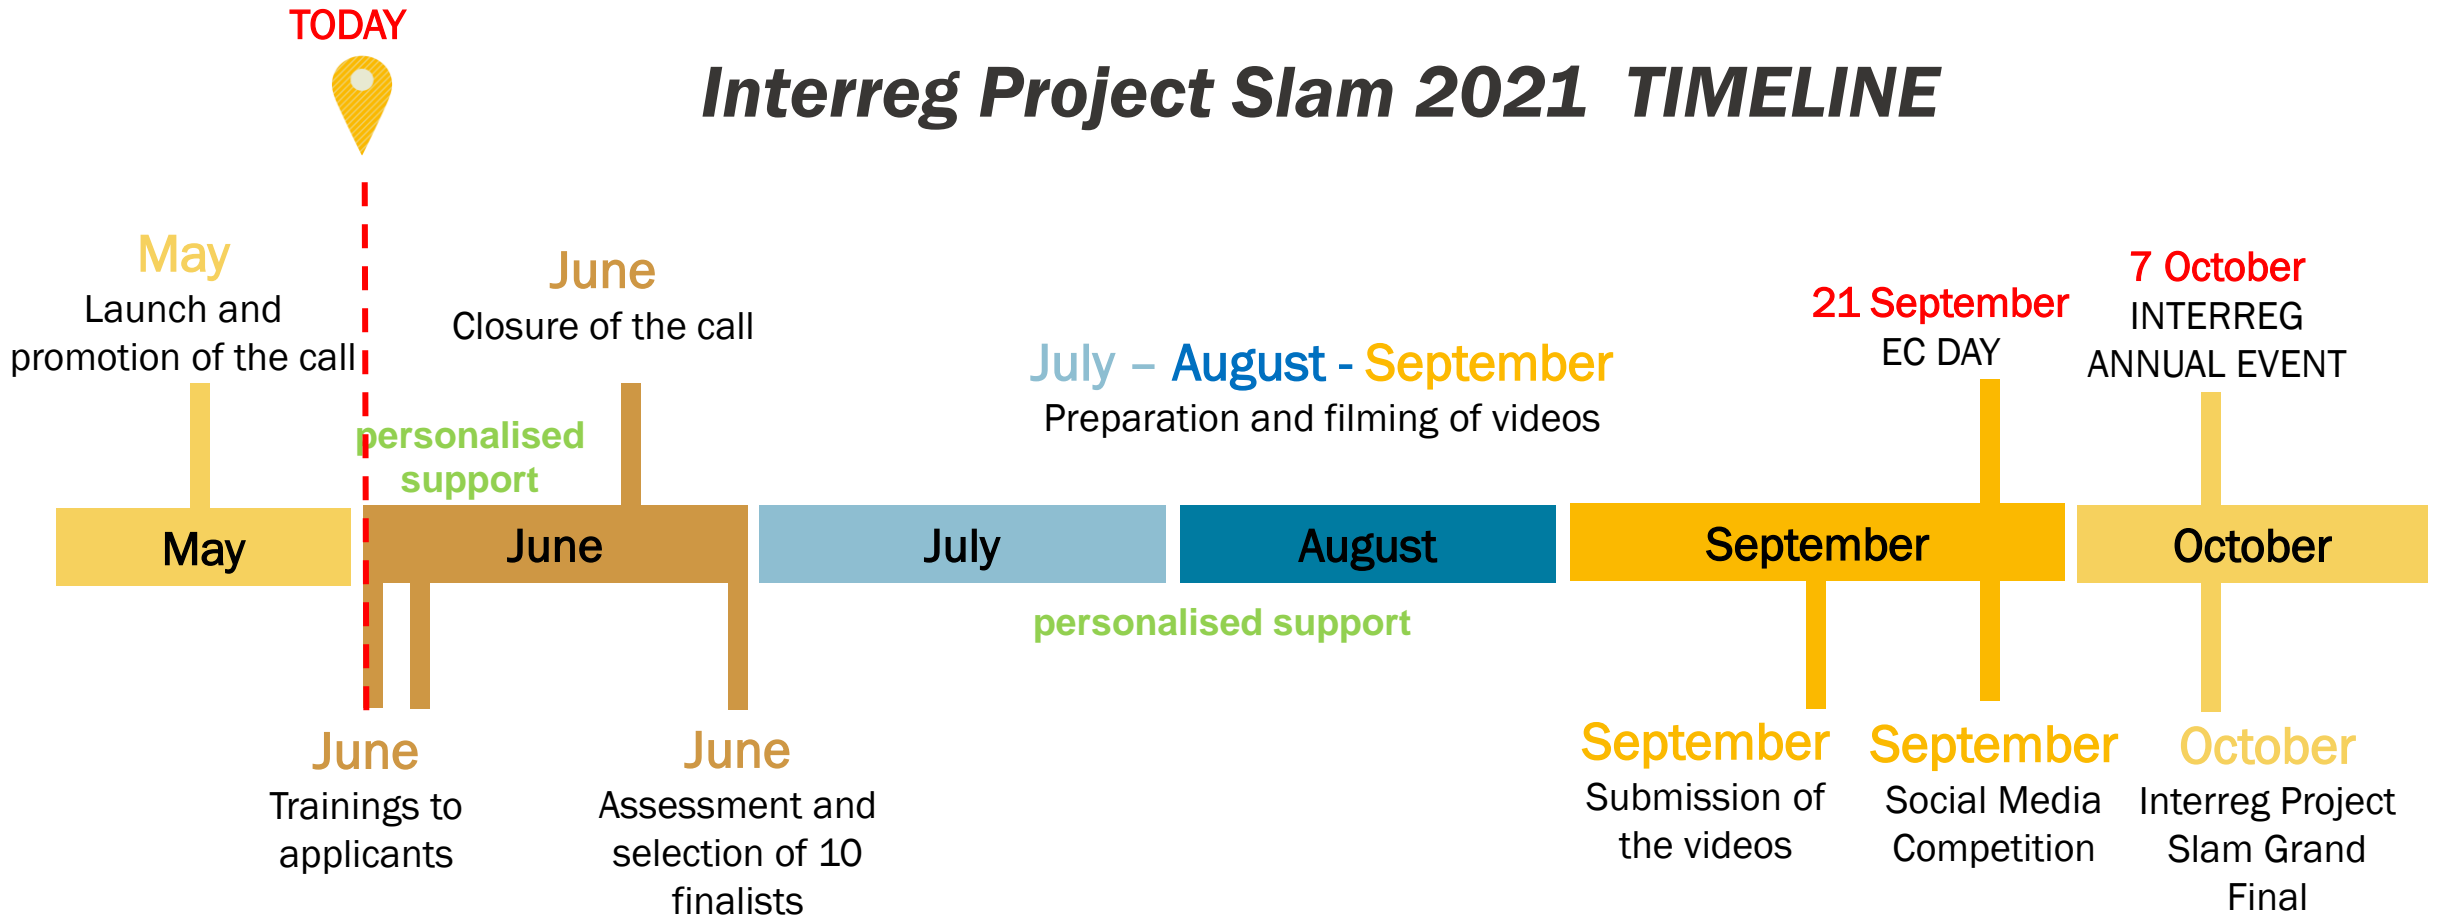 TODAY
Interreg Project Slam 2021 TIMELINE
May
Launch and
promotion of the call
June
Closure of the call
personalised
support
July – August - September
Preparation and filming of videos
21 September
EC DAY
7 October
INTERREG
ANNUAL EVENT
May
June
July
August
September
October
personalised support
June
Trainings to
applicants
June
Assessment and
selection of 10
finalists
September
Submission of
the videos
September
Social Media
Competition
October
Interreg Project
Slam Grand
Final